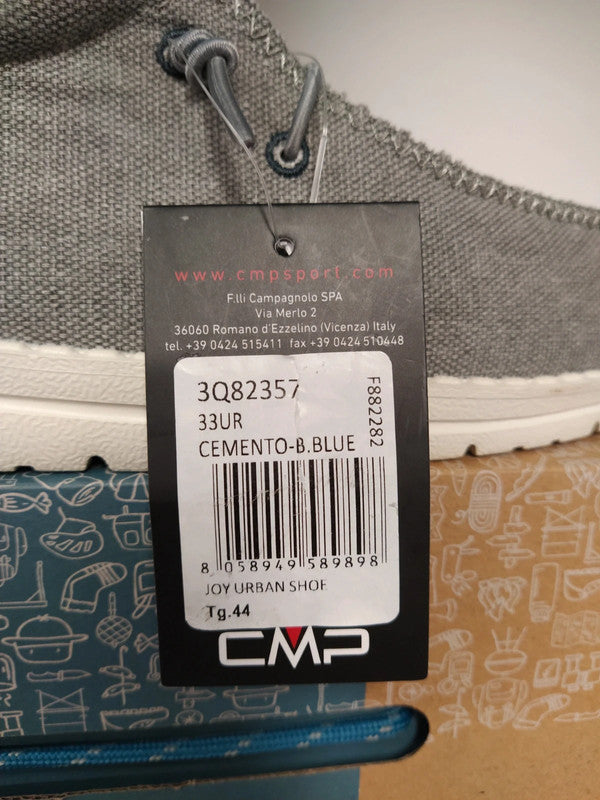 www.cmpsport.com
F.lli Campagnolo SPA
Via Merlo 2
36060 Romano d'Ezzelino (Vicenza) Italy
tel. +39 0424 515411 fax +39 0424 510448
3Q82357
33UR
CEMENTO-B.BLUE
F882282
8 058949 589898
JOY URBAN SHOE
Tg.44
CMP